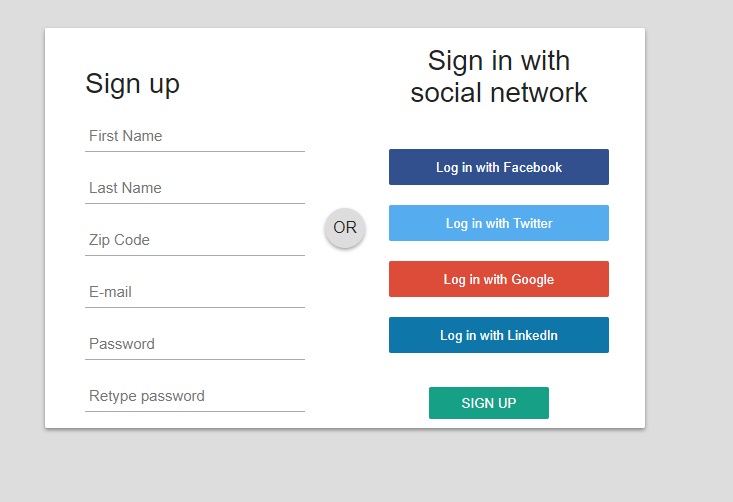 Sign up
First Name
Last Name
Zip Code
E-mail
Password
Retype password
OR
Sign in with
social network
Log in with Facebook
Log in with Twitter
Log in with Google
Log in with LinkedIn
SIGN UP